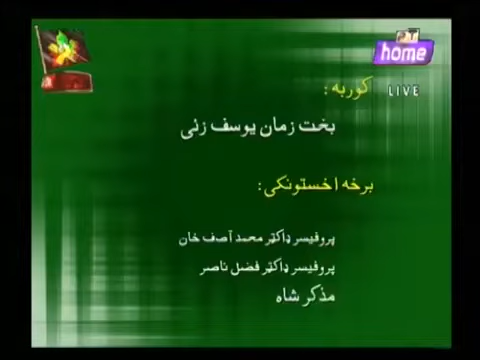 home
LIVE
کوربه :
بخت زمان یوسف زئی
برخه اخستونکی :
پروفیسر ډاکټر محمد آصف خان
پروفیسر ډاکټر فضل ناصر
مذکر شاه